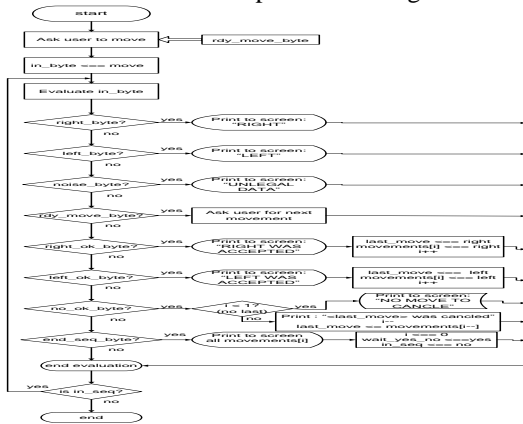 start
Ask user to move
rdy_move_byte
in_byte <== move
Evaluate in_byte
right_byte?
yes
Print to screen:
"RIGHT"
no
left_byte?
yes
Print to screen:
"LEFT"
no
noise_byte?
yes
Print to screen:
"UNLEGAL
DATA"
no
rdy_move_byte?
yes
Ask user for next
movement
no
right_ok_byte?
yes
Print to screen:
"RIGHT WAS
ACCEPTED"
last_move <== right
movements[i] <== right
i++
no
left_ok_byte?
yes
Print to screen:
"LEFT WAS
ACCEPTED"
last_move <== left
movements[i] <== left
i++
no
no_ok_byte?
yes
i = 1?
(no last)
yes
Print to screen:
"NO MOVE TO
CANCLE"
no
no
Print : "<last_move> was cancled"
i--
last_move <== movements[i--]
end_seq_byte?
yes
Print to screen
all movements[i]
i <== 0
wait_yes_no <==yes
in_seq <== no
no
end evaluation
yes
is in_seq?
no
end